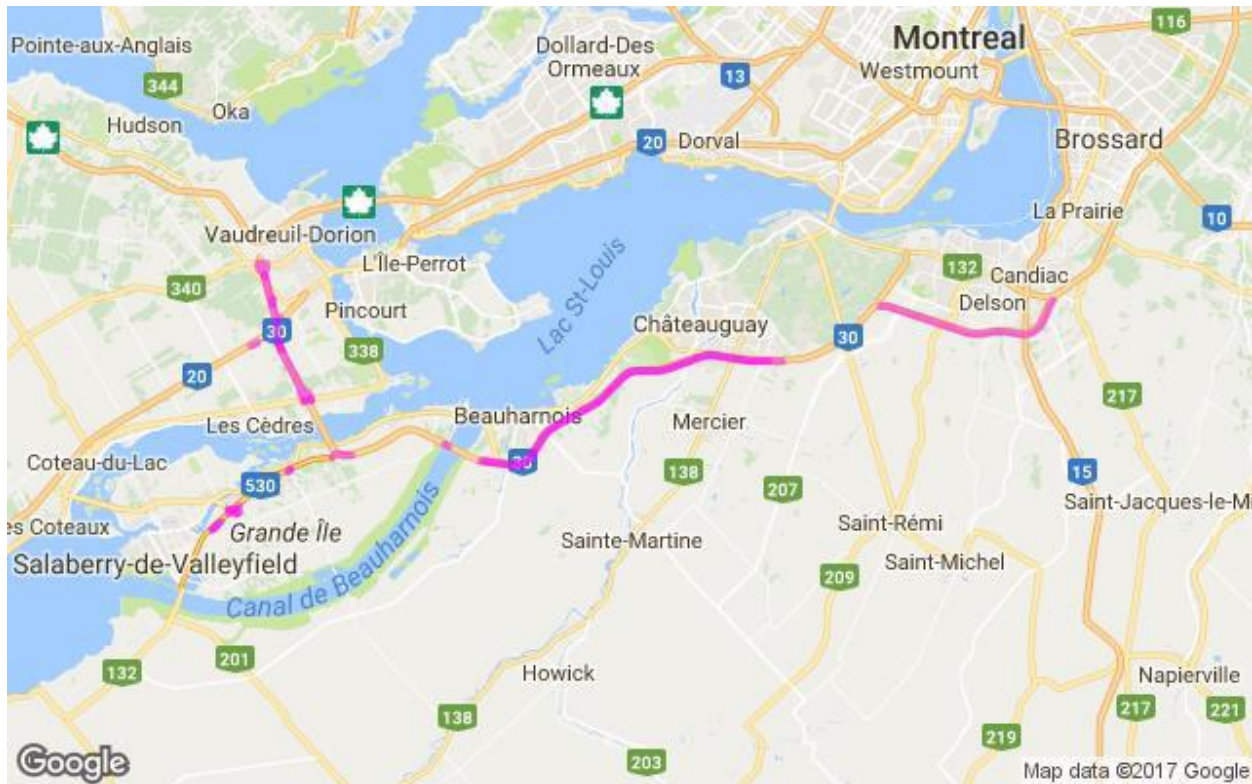 116
Pointe-aux-Anglais
Dollard-Des
Ormeaux
Montreal
Westmount
13
344
Oka
Hudson
20
Dorval
Brossard
La Prairie
10
Vaudreuil-Dorion
L'Île-Perrot
340
132
Candiac
Delson
Pincourt
Lac St-Louis
Châteauguay
30
30
338
20
217
Les Cèdres
Beauharnois
Mercier
30
Coteau-du-Lac
530
138
207
15
Saint-Jacques-le-Mi
es Coteaux
Grande Île
Saint-Rémi
Sainte-Martine
Saint-Michel
Salaberry-de-Valleyfield
Canal de Beauharnois
209
201
132
Howick
Napierville
138
217
221
219
203
Google
Map data ©2017 Google